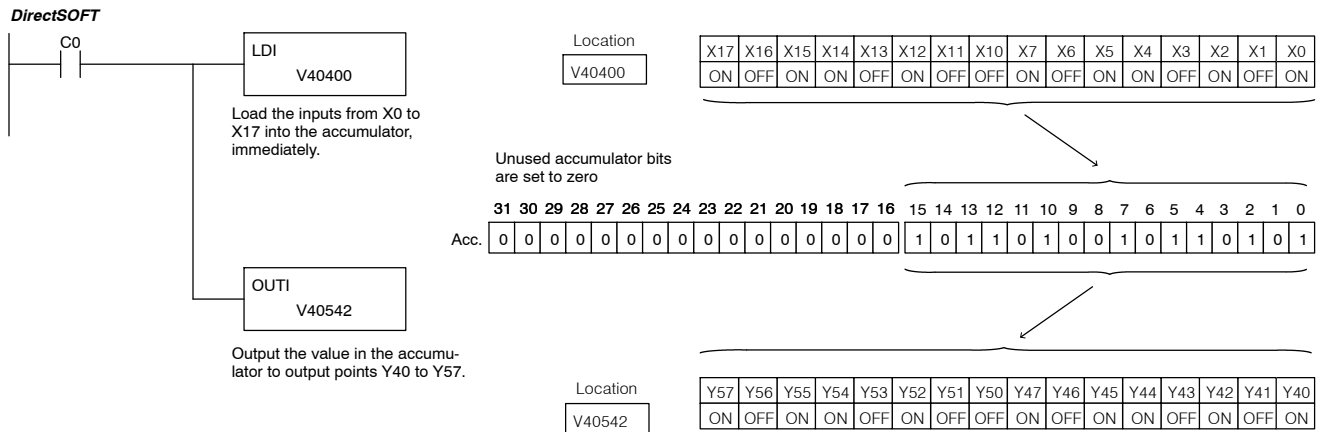 DirectSOFT
C0
LDI
V40400
Load the inputs from X0 to
X17 into the accumulator,
immediately.
Location
V40400
X17 X16 X15 X14 X13 X12 X11 X10 X7 X6 X5 X4 X3 X2 X1 X0
ON OFF ON ON OFF ON OFF OFF ON OFF ON ON OFF ON OFF ON
Unused accumulator bits
are set to zero
31 30 29 28 27 26 25 24 23 22 21 20 19 18 17 16 15 14 13 12 11 10 9 8 7 6 5 4 3 2 1 0
Acc. 0 0 0 0 0 0 0 0 0 0 0 0 0 0 0 0 1 0 1 1 0 1 0 0 1 0 1 1 0 1 0 1
OUTI
V40542
Output the value in the accumu-
lator to output points Y40 to Y57.
Location
V40542
Y57 Y56 Y55 Y54 Y53 Y52 Y51 Y50 Y47 Y46 Y45 Y44 Y43 Y42 Y41 Y40
ON OFF ON ON OFF ON OFF OFF ON OFF ON ON OFF ON OFF ON